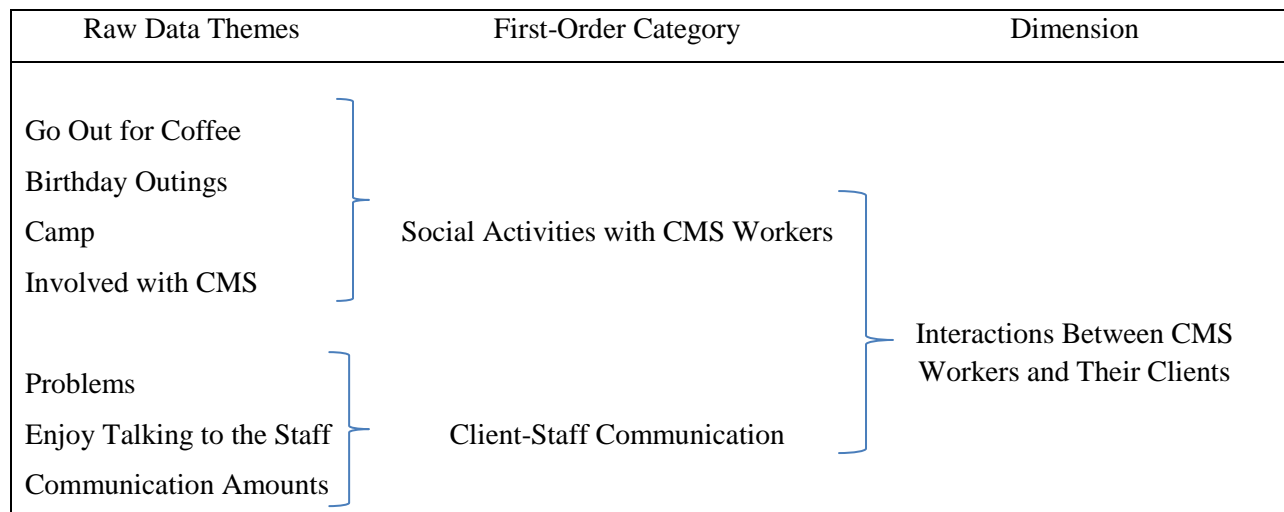 Raw Data Themes First-Order Category Dimension
Go Out for Coffee
Birthday Outings
Camp
Social Activities with CMS Workers
Involved with CMS
Interactions Between CMS
Workers and Their Clients
Problems
Enjoy Talking to the Staff
Client-Staff Communication
Communication Amounts